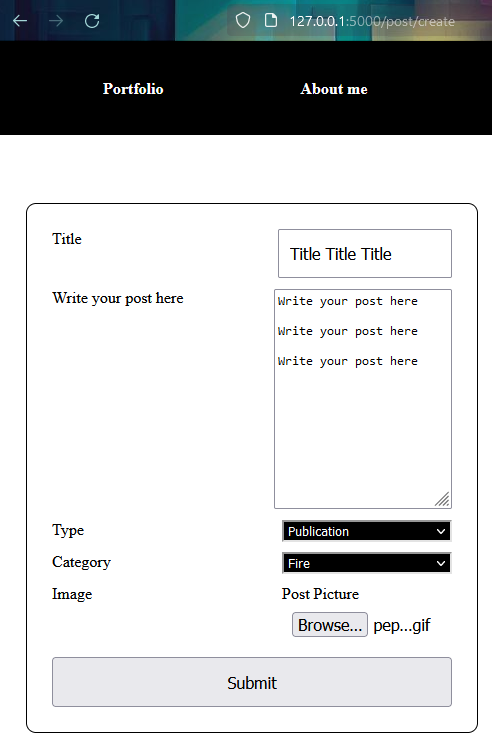 127.0.0.1:5000/post/create
Portfolio About me
Title Title Title Title
Write your post here Write your post here
Write your post here
Write your post here
Type Publication
Category Fire
Image Post Picture
Browse... pep...gif
Submit